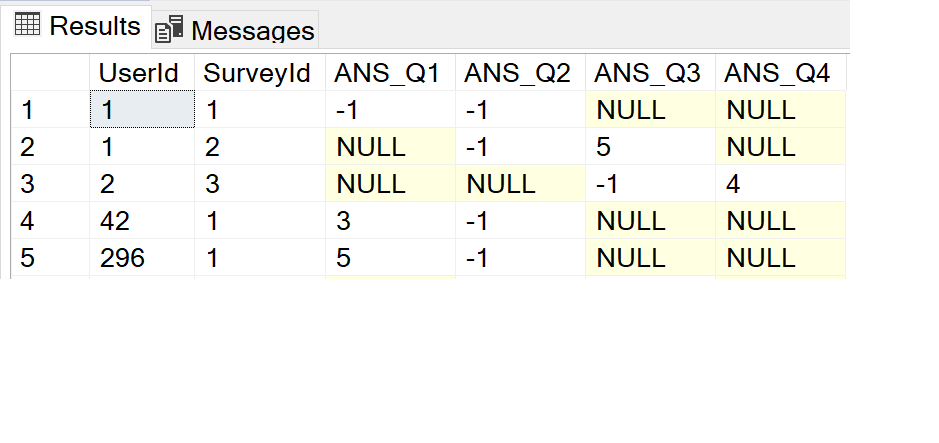 Results Messages
UserId SurveyId ANS_Q1 ANS_Q2 ANS_Q3 ANS_Q4
1 1 1 -1 -1 NULL NULL
2 1 2 NULL -1 5 NULL
3 2 3 NULL NULL -1 4
4 42 1 3 -1 NULL NULL
5 296 1 5 -1 NULL NULL